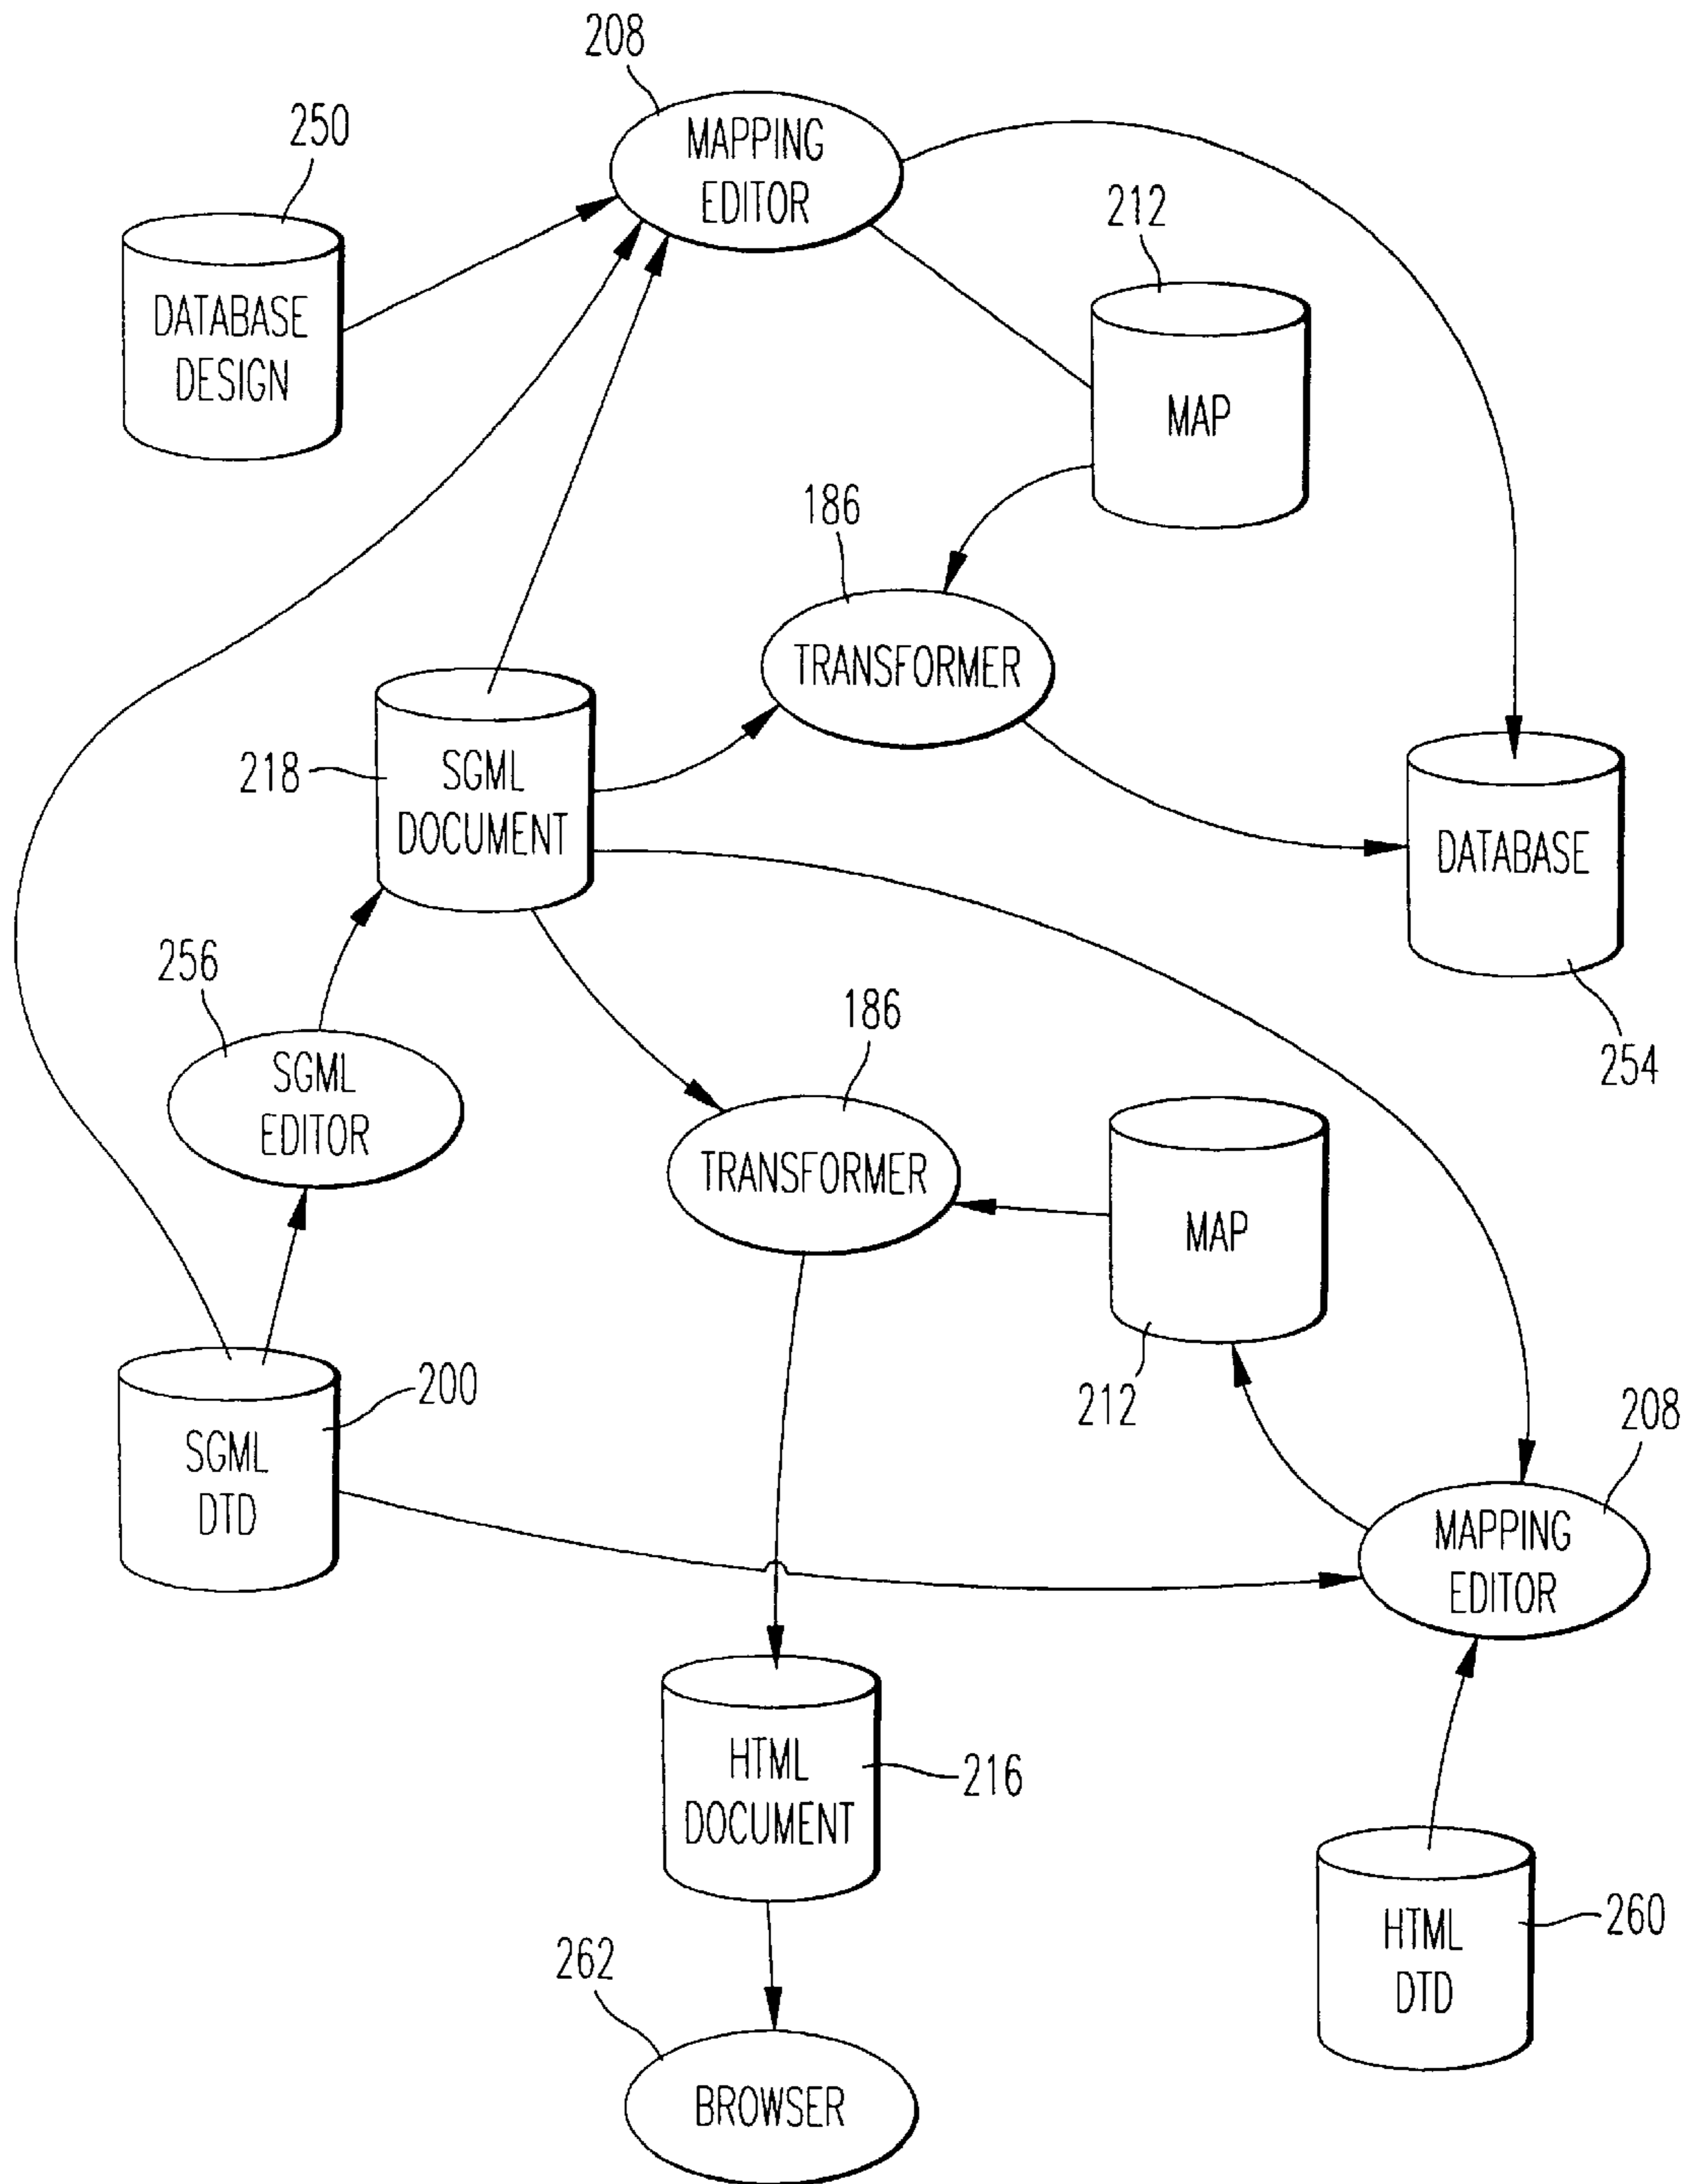 208
MAPPING
EDITOR
250
DATABASE
DESIGN
212
MAP
186
TRANSFORMER
218
SGML
DOCUMENT
DATABASE
254
256
SGML
EDITOR
186
TRANSFORMER
MAP
212
200
SGML
DTD
208
MAPPING
EDITOR
HTML
DOCUMENT
216
HTML
DTD
260
262
BROWSER